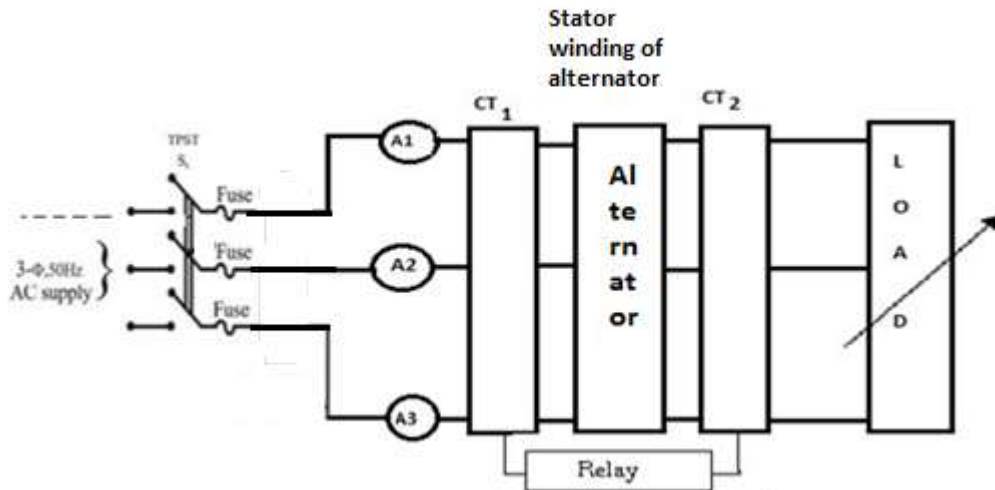 Stator
winding of
alternator
CT 1
CT 2
TPST
S₁
A1
Fuse
Al
te
rn
at
or
L
O
A
D
'Fuse
A2
3-Φ,50Hz
AC supply
Fuse
A3
Relay